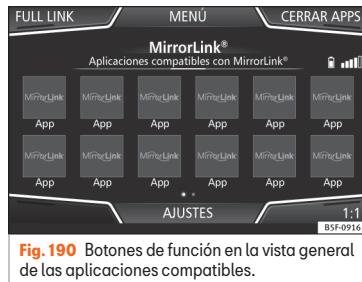 FULL LINK MENÚ CERRAR APPS
MirrorLink®
Aplicaciones compatibles con MirrorLink®
MirrorLink MirrorLink MirrorLink MirrorLink MirrorLink MirrorLink
App App App App App App
MirrorLink MirrorLink MirrorLink MirrorLink MirrorLink MirrorLink
App App App App App App
AJUSTES 1:1
B5F-0916
Fig. 190 Botones de función en la vista general
de las aplicaciones compatibles.